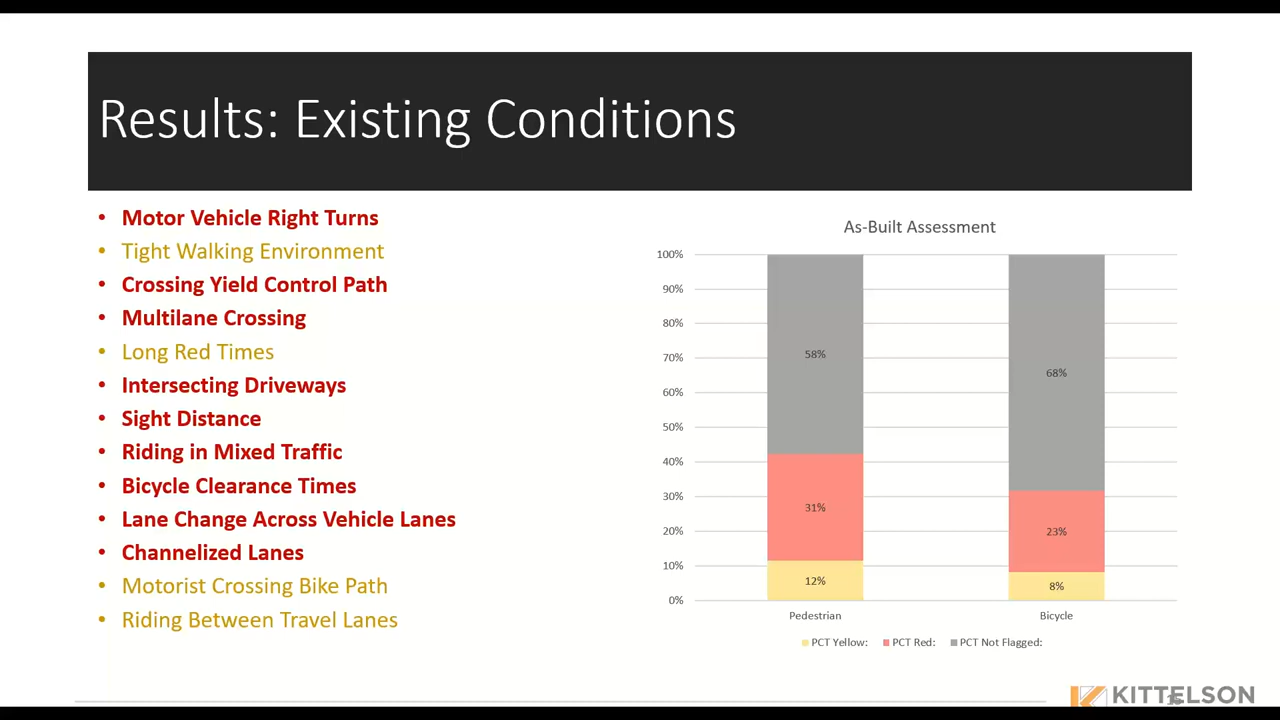 Results: Existing Conditions
• Motor Vehicle Right Turns
• Tight Walking Environment
• Crossing Yield Control Path
• Multilane Crossing
• Long Red Times
• Intersecting Driveways
• Sight Distance
• Riding in Mixed Traffic
• Bicycle Clearance Times
• Lane Change Across Vehicle Lanes
• Channelized Lanes
• Motorist Crossing Bike Path
• Riding Between Travel Lanes
As-Built Assessment
100%
90%
80%
70%
60%
50%
40%
30%
20%
10%
0%
58%
31%
12%
68%
23%
8%
Pedestrian
Bicycle
PCT Yellow: PCT Red: PCT Not Flagged:
KITTELSON